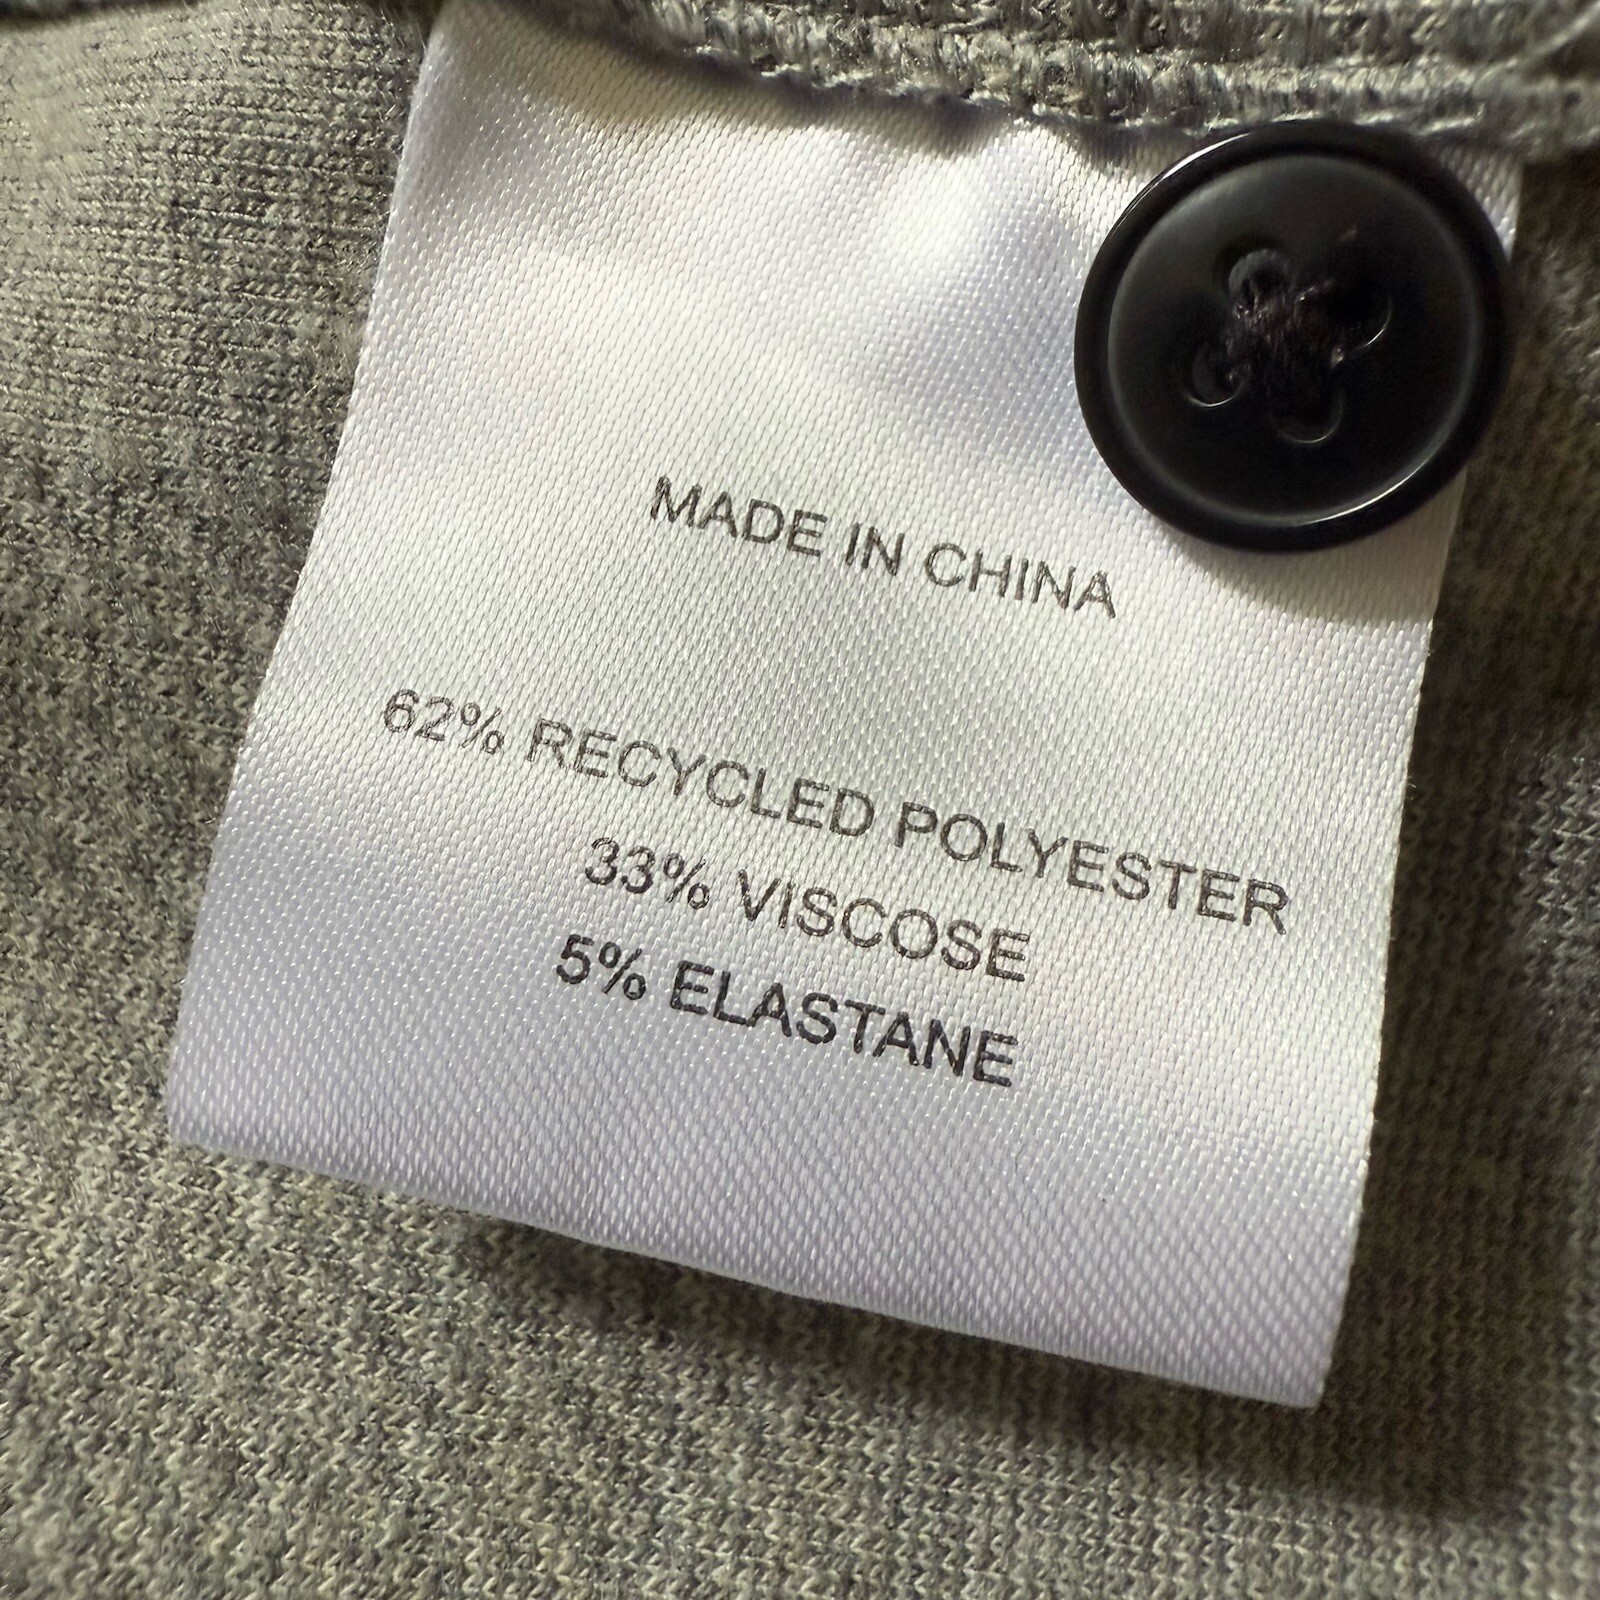 MADE IN CHINA
62% RECYCLED POLYESTER
33% VISCOSE
5% ELASTANE